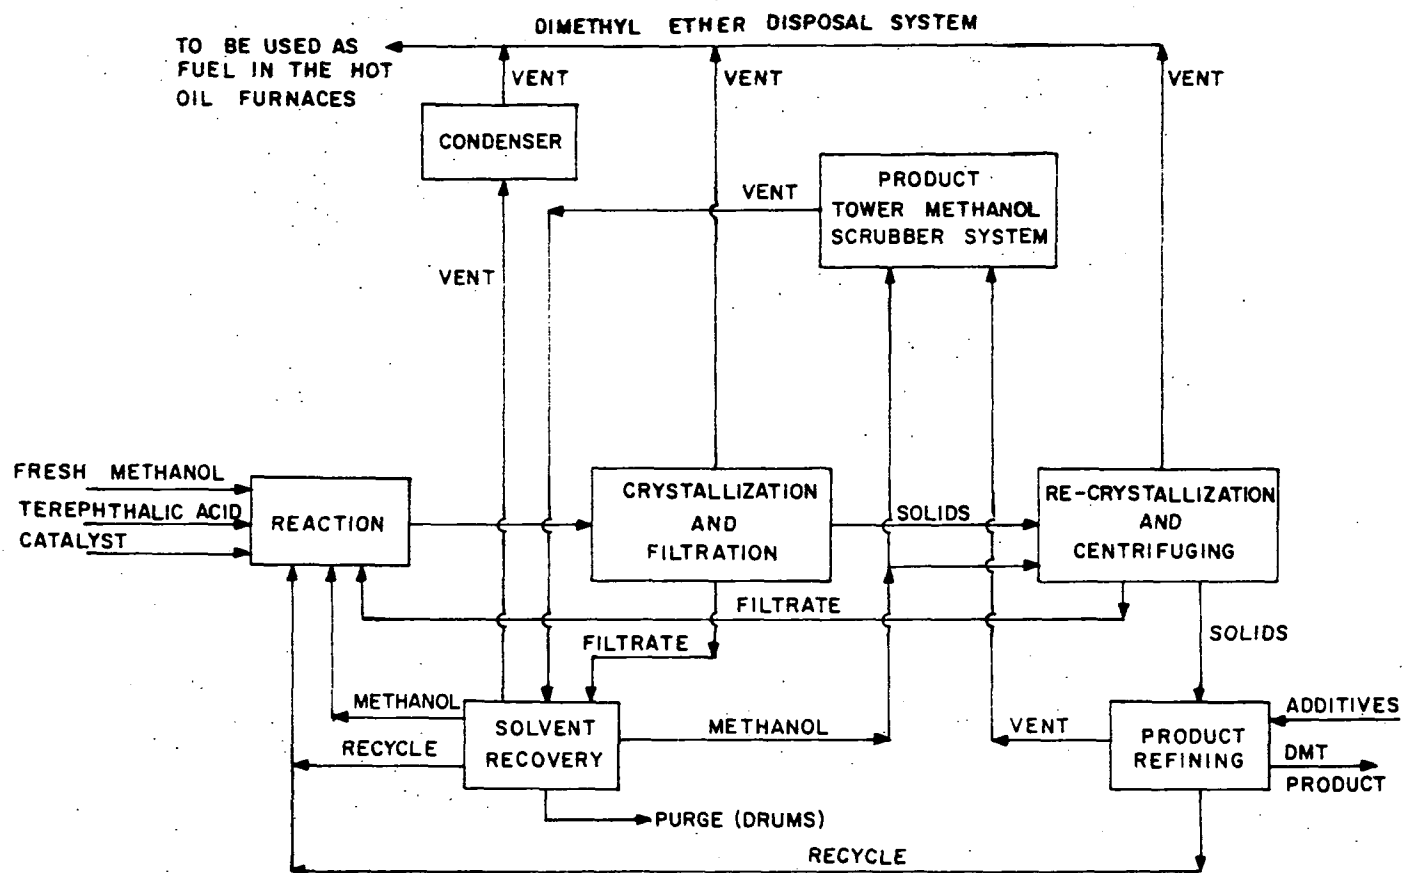 DIMETHYL ETHER DISPOSAL SYSTEM
TO BE USED AS
FUEL IN THE HOT
OIL FURNACES
VENT
VENT
VENT
CONDENSER
PRODUCT
TOWER METHANOL
SCRUBBER SYSTEM
VENT
VENT
FRESH METHANOL
TEREPHTHALIC ACID
CATALYST
REACTION
CRYSTALLIZATION
AND
FILTRATION
SOLIDS
RE-CRYSTALLIZATION
AND
CENTRIFUGING
FILTRATE
FILTRATE
SOLIDS
METHANOL
RECYCLE
SOLVENT
RECOVERY
METHANOL
VENT
PRODUCT
REFINING
ADDITIVES
DMT
PRODUCT
PURGE (DRUMS)
RECYCLE